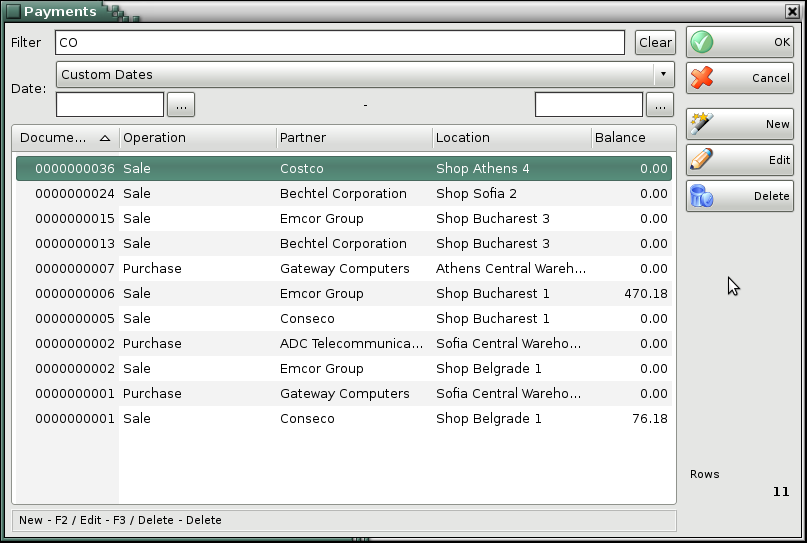 Payments
Filter CO Clear OK
Date: Custom Dates Cancel
... - ...
Docume... Operation Partner Location Balance New
0000000036 Sale Costco Shop Athens 4 0.00 Edit
0000000024 Sale Bechtel Corporation Shop Sofia 2 0.00 Delete
0000000015 Sale Emcor Group Shop Bucharest 3 0.00
0000000013 Sale Bechtel Corporation Shop Bucharest 3 0.00
0000000007 Purchase Gateway Computers Athens Central Wareh... 0.00
0000000006 Sale Emcor Group Shop Bucharest 1 470.18
0000000005 Sale Conseco Shop Bucharest 1 0.00
0000000002 Purchase ADC Telecommunica... Sofia Central Wareho... 0.00
0000000002 Sale Emcor Group Shop Belgrade 1 0.00
0000000001 Purchase Gateway Computers Sofia Central Wareho... 0.00
0000000001 Sale Conseco Shop Belgrade 1 76.18
Rows
11
New - F2 / Edit - F3 / Delete - Delete